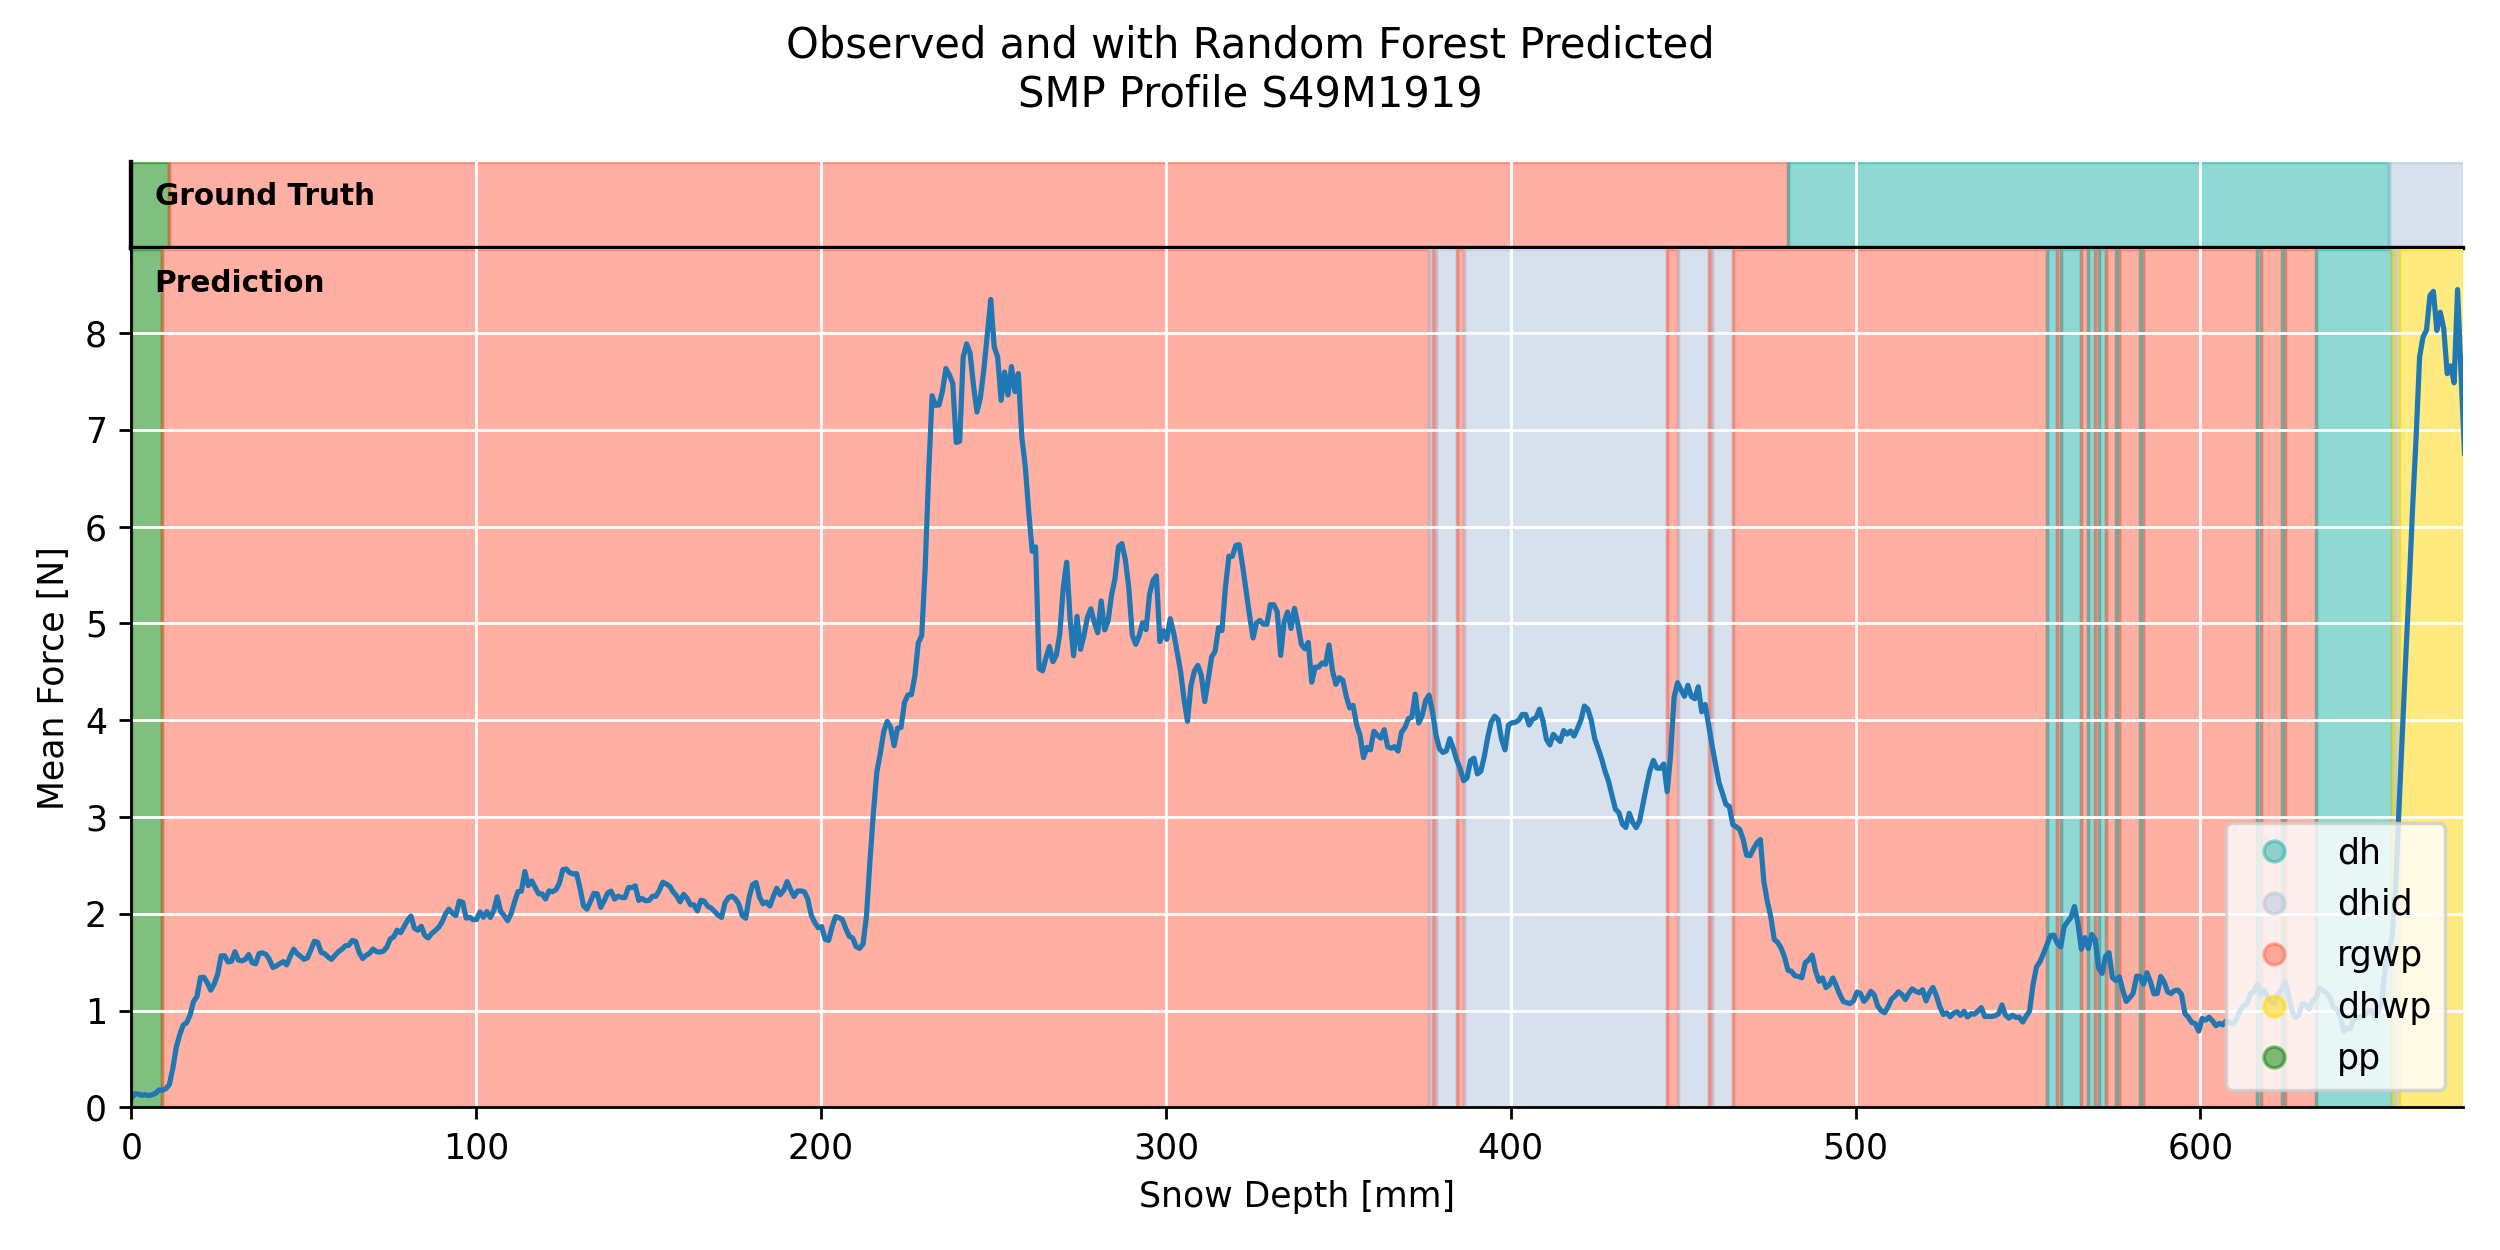 Observed and with Random Forest Predicted
SMP Profile S49M1919
Ground Truth
Prediction
8
7
6
5
4
3
2
1
0
Mean Force [N]
dh
dhid
rgwp
dhwp
pp
0 100 200 300 400 500 600
Snow Depth [mm]